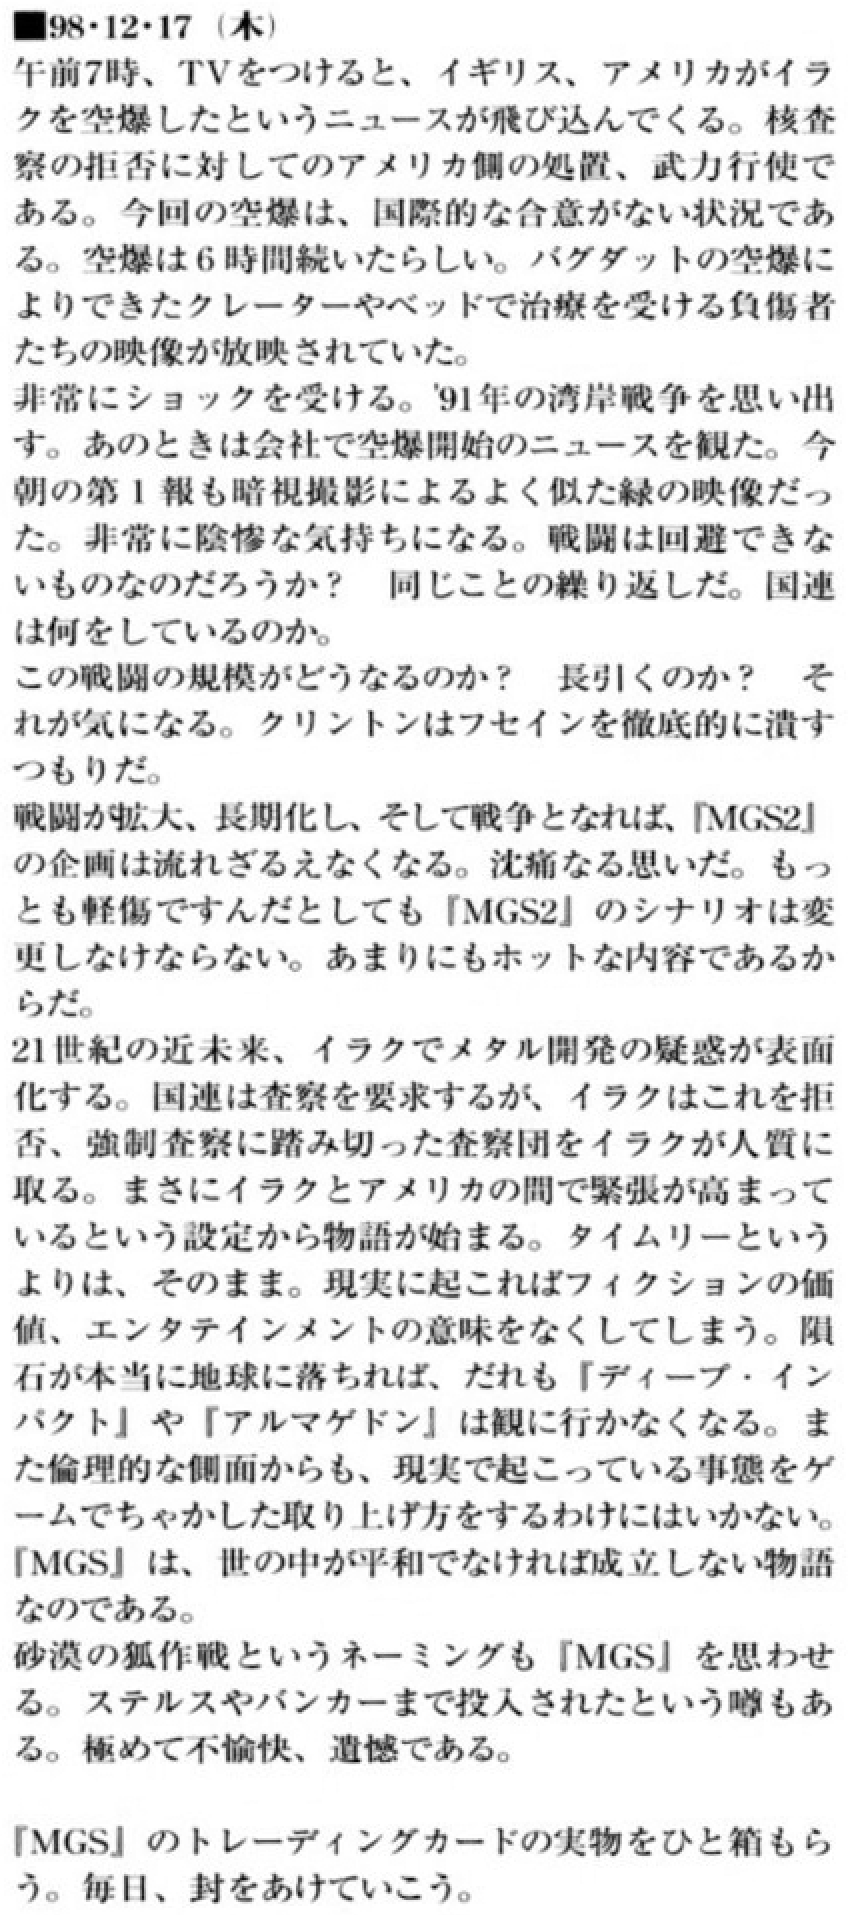 ■98・12・17（木）
午前7時、TVをつけると、イギリス、アメリカがイラ
クを空爆したというニュースが飛び込んでくる。核査
察の拒否に対してのアメリカ側の処置、武力行使で
ある。今回の空爆は、国際的な合意がない状況であ
る。空爆は6時間続いたらしい。バグダットの空爆に
よりできたクレーターやベッドで治療を受ける負傷者
たちの映像が放映されていた。
非常にショックを受ける。'91年の湾岸戦争を思い出
す。あのときは会社で空爆開始のニュースを観た。今
朝の第1報も暗視撮影によるよく似た緑の映像だっ
た。非常に陰惨な気持ちになる。戦闘は回避できな
いものなのだろうか？　同じことの繰り返しだ。国連
は何をしているのか。
この戦闘の規模がどうなるのか？　長引くのか？　そ
れが気になる。クリントンはフセインを徹底的に潰す
つもりだ。
戦闘が拡大、長期化し、そして戦争となれば、『MGS2』
の企画は流れざるえなくなる。沈痛なる思いだ。もっ
とも軽傷ですんだとしても『MGS2』のシナリオは変
更しなけならない。あまりにもホットな内容であるか
らだ。
21世紀の近未来、イラクでメタル開発の疑惑が表面
化する。国連は査察を要求するが、イラクはこれを拒
否、強制査察に踏み切った査察団をイラクが人質に
取る。まさにイラクとアメリカの間で緊張が高まって
いるという設定から物語が始まる。タイムリーという
よりは、そのまま。現実に起これば フィクションの価
値、エンタテインメントの意味をなくしてしまう。隕
石が本当に地球に落ちれば、だれも『ディープ・イン
パクト』や『アルマゲドン』は観に行かなくなる。ま
た倫理的な側面からも、現実で起こっている事態をゲ
ームでちゃかした取り上げ方をするわけにはいかない。
『MGS』は、世の中が平和でなければ成立しない物語
なのである。
砂漠の狐作戦というネーミングも『MGS』を思わせ
る。ステルスやバンカーまで投入されたという噂もあ
る。極めて不愉快、遺憾である。
『MGS』のトレーディングカードの実物をひと箱もら
う。毎日、封をあけていこう。